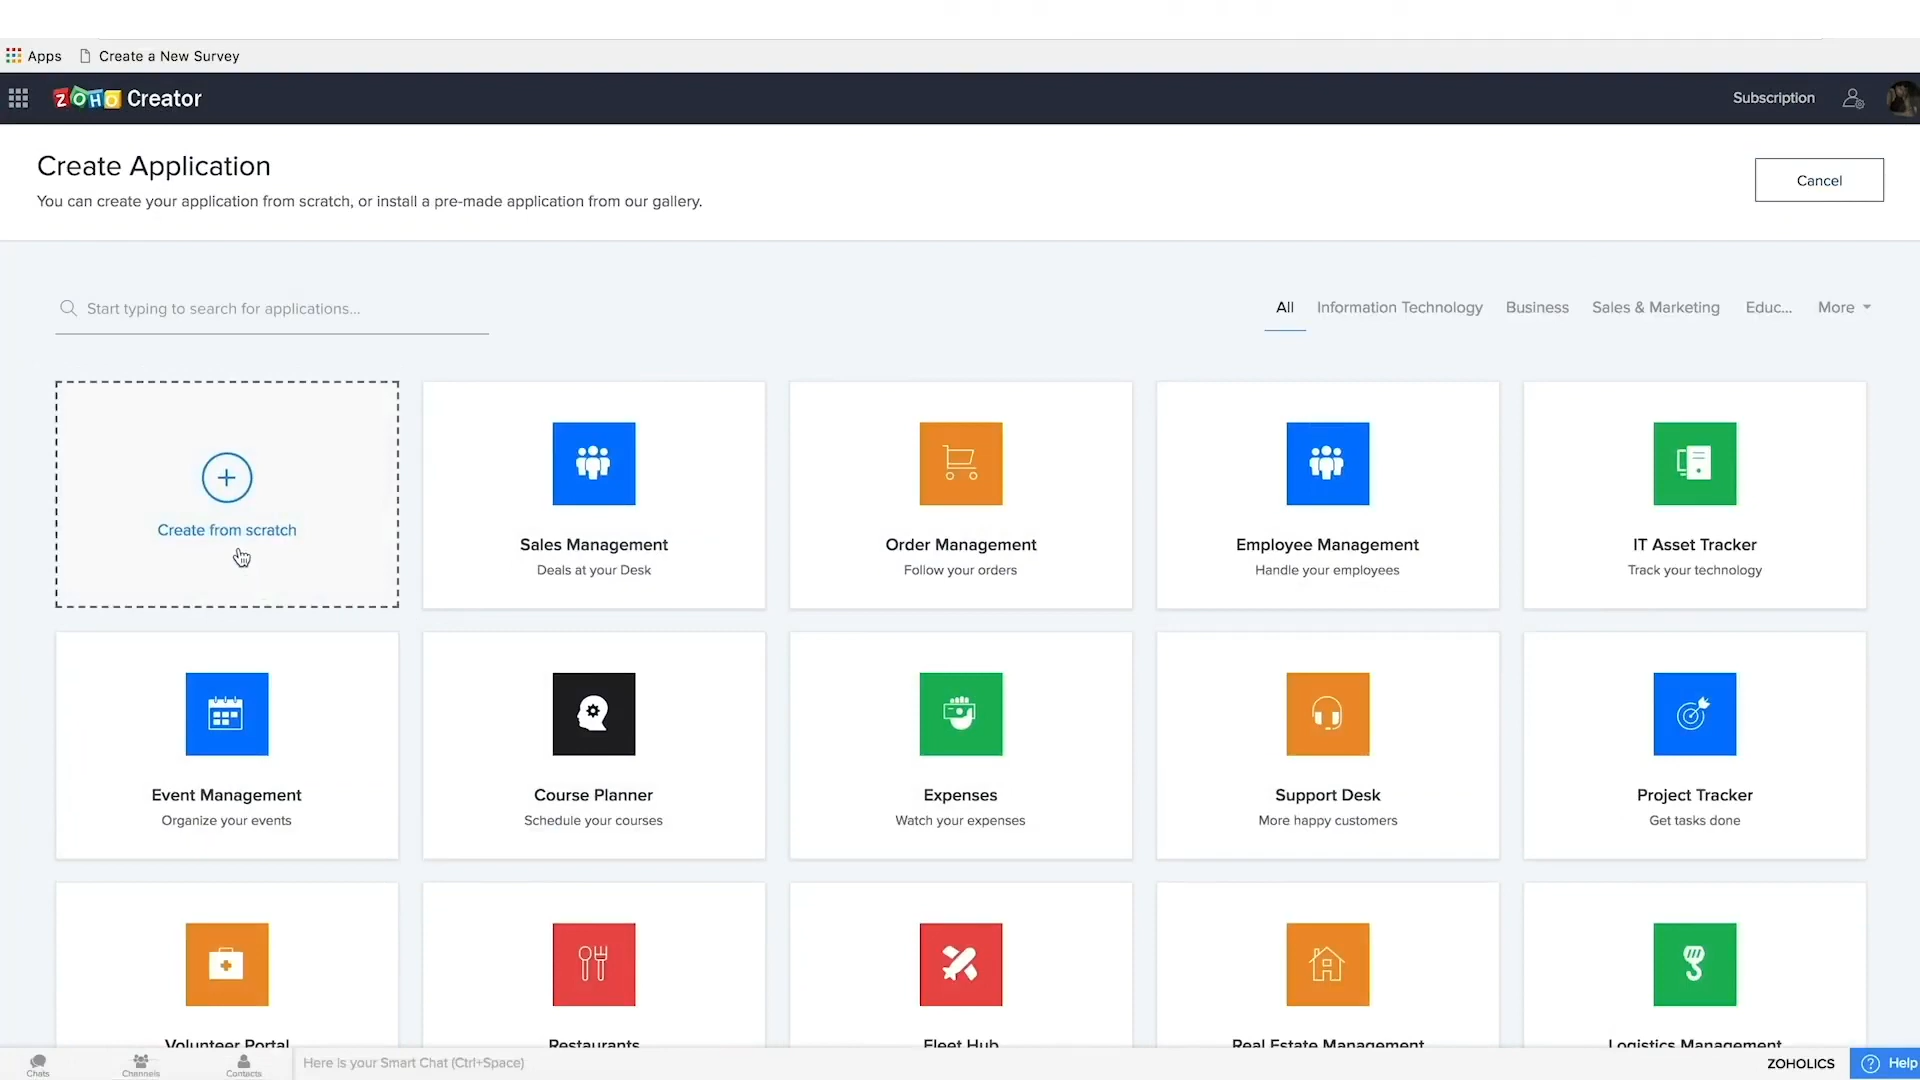 Apps Create a New Survey
ZOHO Creator Subscription
Create Application
You can create your application from scratch, or install a pre-made application from our gallery.
Cancel
Start typing to search for applications...
All Information Technology Business Sales & Marketing Educ... More
Create from scratch
Sales Management
Deals at your Desk
Order Management
Follow your orders
Employee Management
Handle your employees
IT Asset Tracker
Track your technology
Event Management
Organize your events
Course Planner
Schedule your courses
Expenses
Watch your expenses
Support Desk
More happy customers
Project Tracker
Get tasks done
Volunteer Portal
Restaurants
Fleet Hub
Real Estate Management
Logistics Management
Chats
Channels
Contacts
Here is your Smart Chat (Ctrl+Space)
ZOHOLICS
? Help